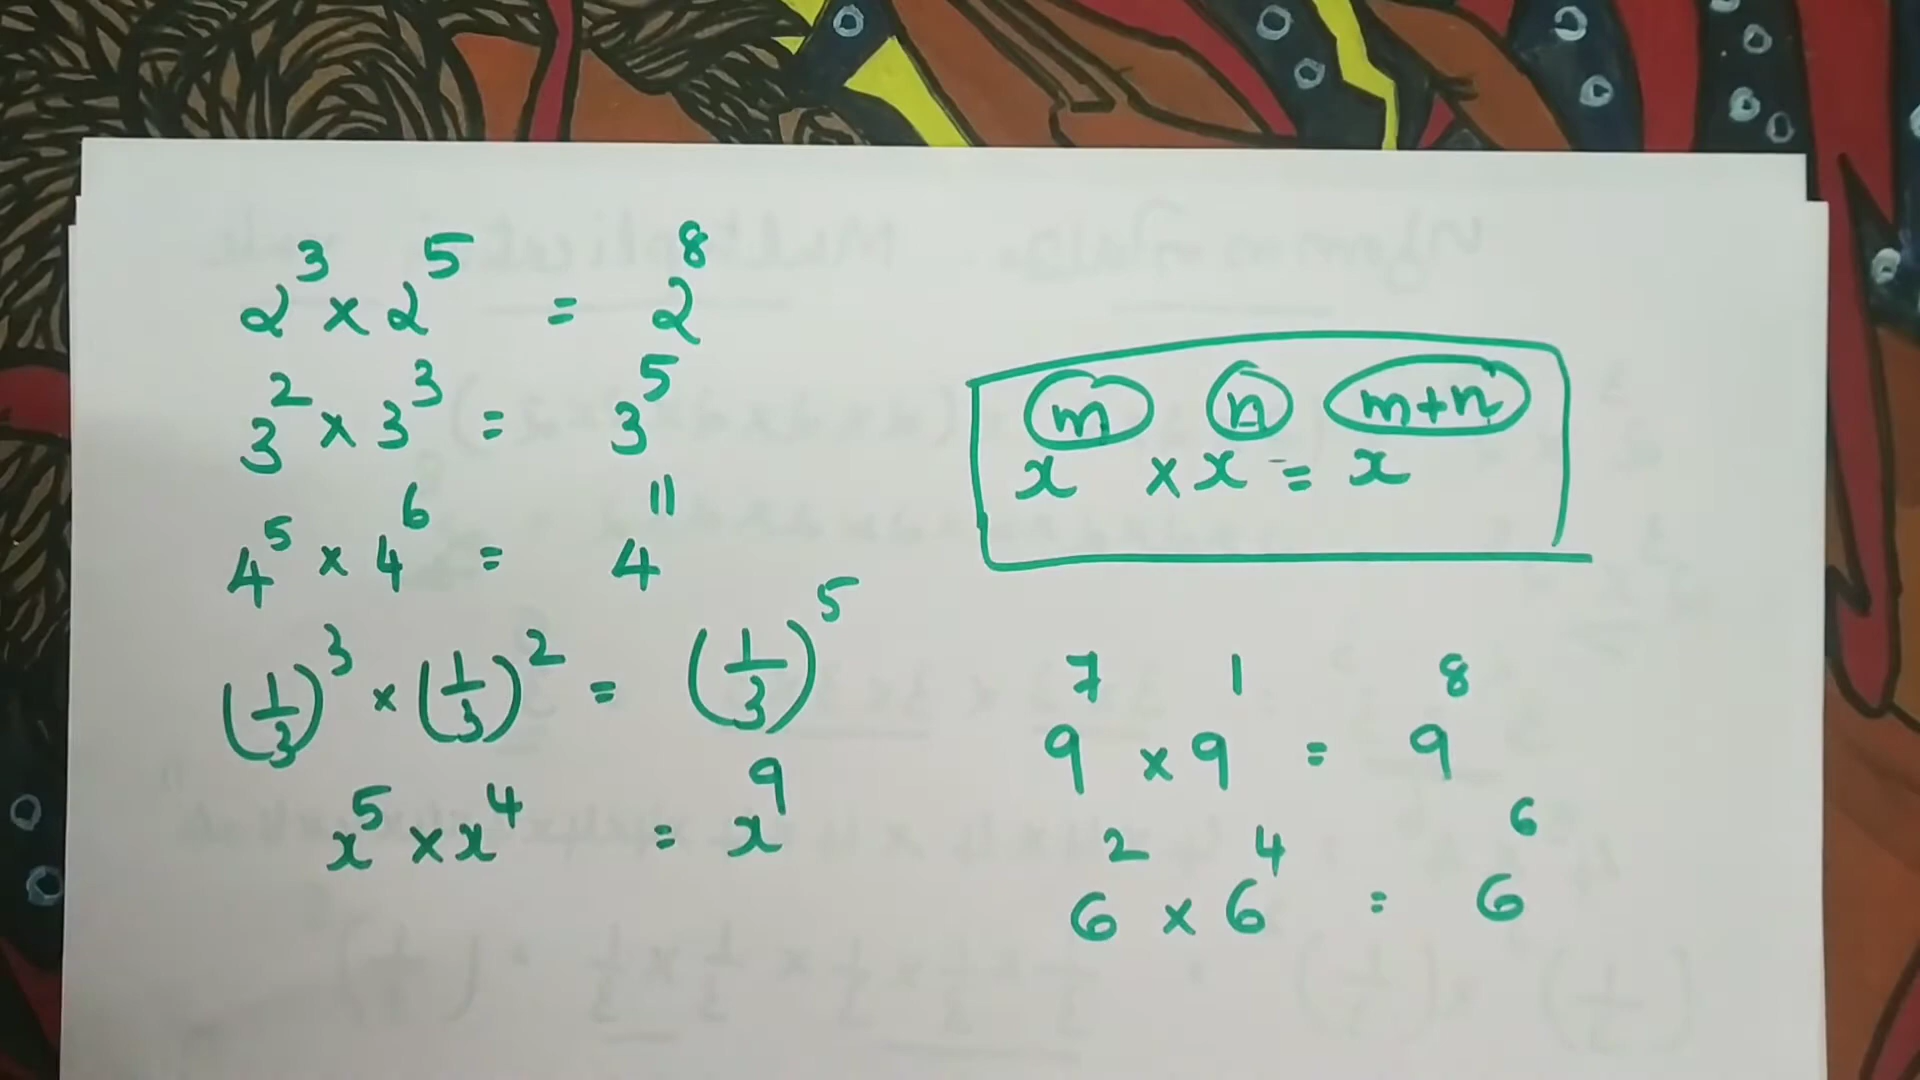 2³ × 2⁵ = 2⁸
3² × 3³ = 3⁵
4⁵ × 4⁶ = 4¹¹
(1/3)³ × (1/3)² = (1/3)⁵
x⁵ × x⁴ = x⁹
xᵐ × xⁿ = xᵐ⁺ⁿ
9⁷ × 9¹ = 9⁸
6² × 6⁴ = 6⁶